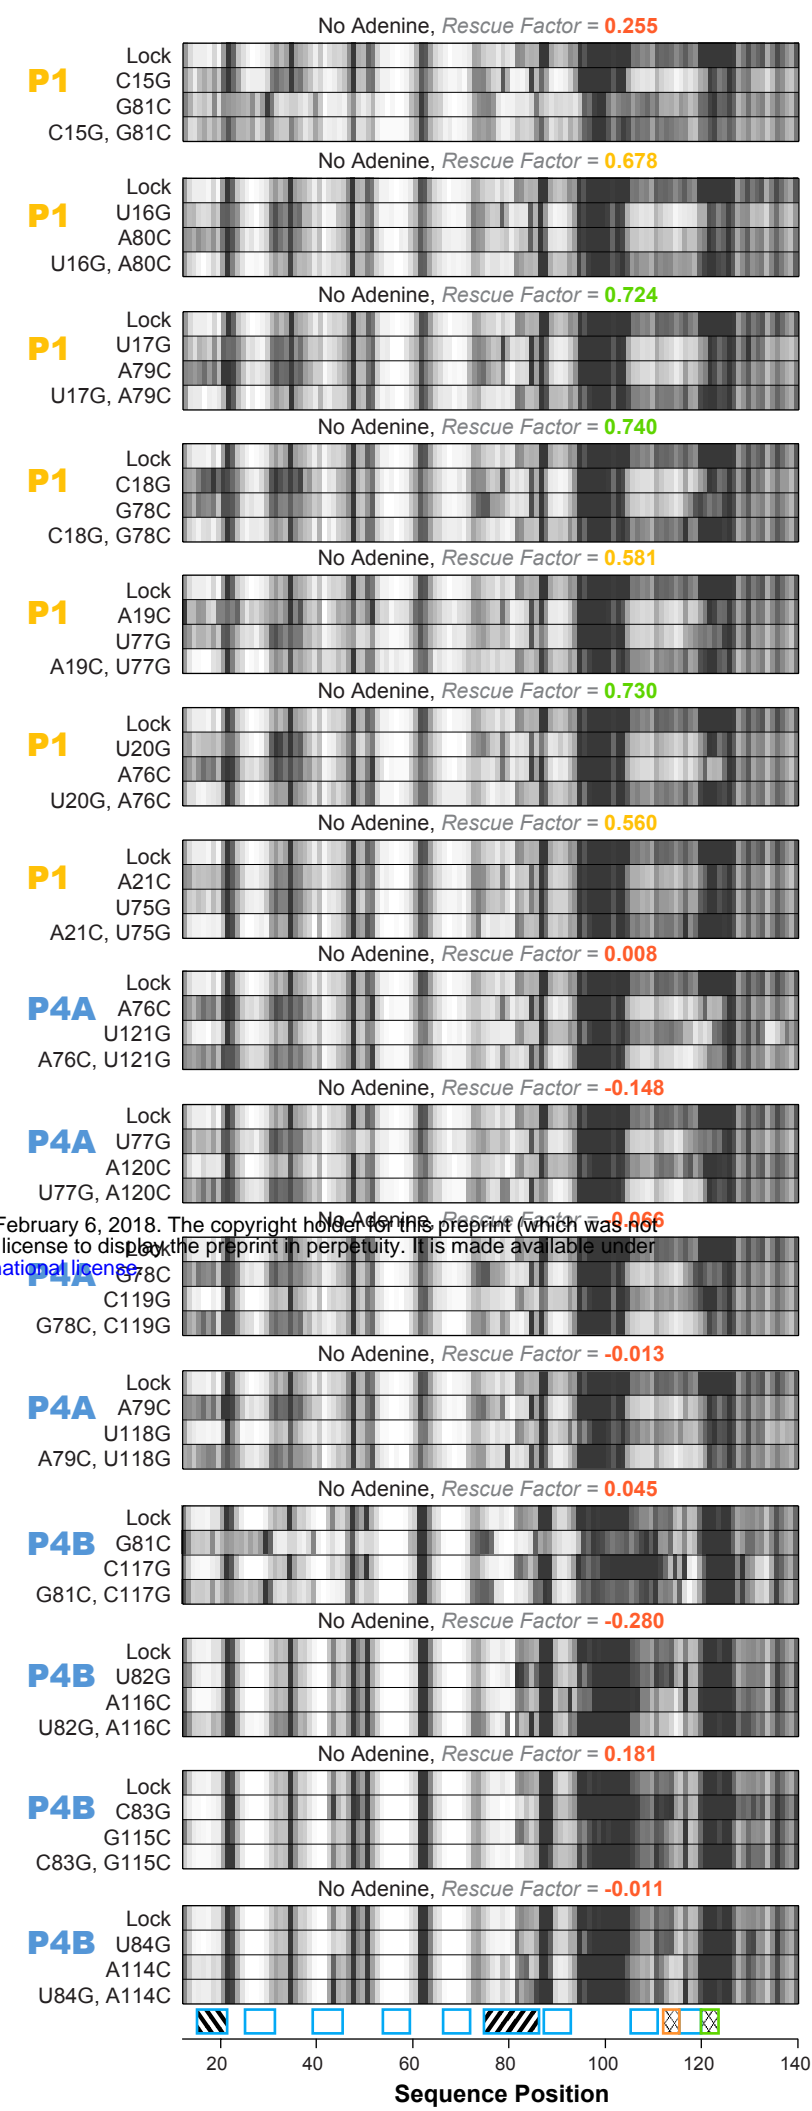 No Adenine, Rescue Factor = 0.255
P1
Lock
C15G
G81C
C15G, G81C
No Adenine, Rescue Factor = 0.678
P1
Lock
U16G
A80C
U16G, A80C
No Adenine, Rescue Factor = 0.724
P1
Lock
U17G
A79C
U17G, A79C
No Adenine, Rescue Factor = 0.740
P1
Lock
C18G
G78C
C18G, G78C
No Adenine, Rescue Factor = 0.581
P1
Lock
A19C
U77G
A19C, U77G
No Adenine, Rescue Factor = 0.730
P1
Lock
U20G
A76C
U20G, A76C
No Adenine, Rescue Factor = 0.560
P1
Lock
A21C
U75G
A21C, U75G
No Adenine, Rescue Factor = 0.008
P4A
Lock
A76C
U121G
A76C, U121G
No Adenine, Rescue Factor = -0.148
P4A
Lock
U77G
A120C
U77G, A120C
No Adenine, Rescue Factor = -0.066
February 6, 2018. The copyright holder for this preprint (which was not
license to display the preprint in perpetuity. It is made available under
national license.
P4A
Lock
G78C
C119G
G78C, C119G
No Adenine, Rescue Factor = -0.013
P4A
Lock
A79C
U118G
A79C, U118G
No Adenine, Rescue Factor = 0.045
P4B
Lock
G81C
C117G
G81C, C117G
No Adenine, Rescue Factor = -0.280
P4B
Lock
U82G
A116C
U82G, A116C
No Adenine, Rescue Factor = 0.181
P4B
Lock
C83G
G115C
C83G, G115C
No Adenine, Rescue Factor = -0.011
P4B
Lock
U84G
A114C
U84G, A114C
20 40 60 80 100 120 140
Sequence Position